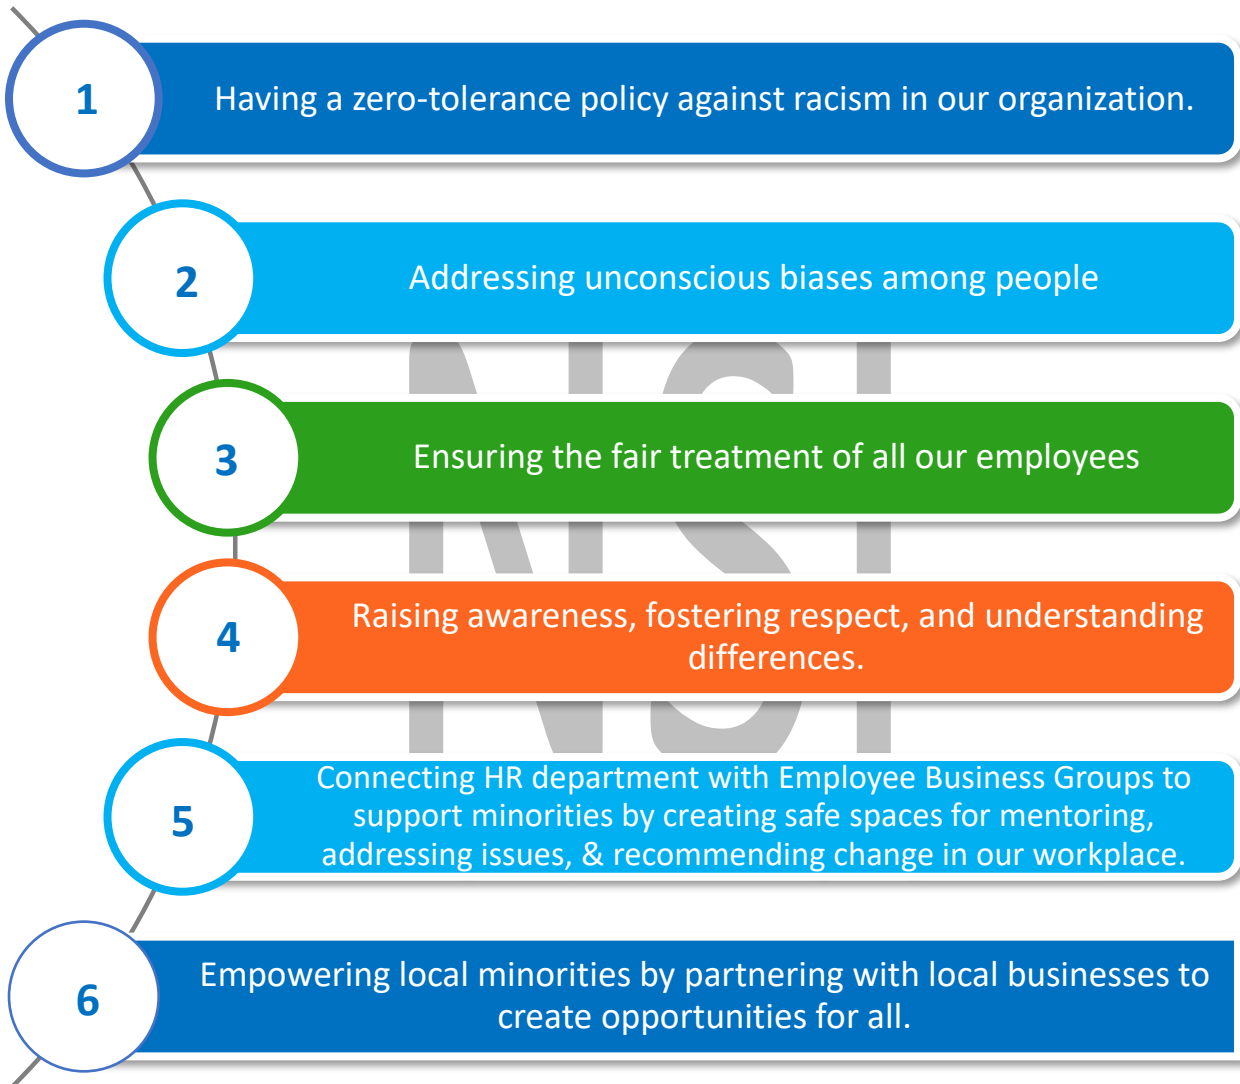 1
Having a zero-tolerance policy against racism in our organization.
2
Addressing unconscious biases among people
3
Ensuring the fair treatment of all our employees
4
Raising awareness, fostering respect, and understanding
differences.
5
Connecting HR department with Employee Business Groups to
support minorities by creating safe spaces for mentoring,
addressing issues, & recommending change in our workplace.
6
Empowering local minorities by partnering with local businesses to
create opportunities for all.
NSI